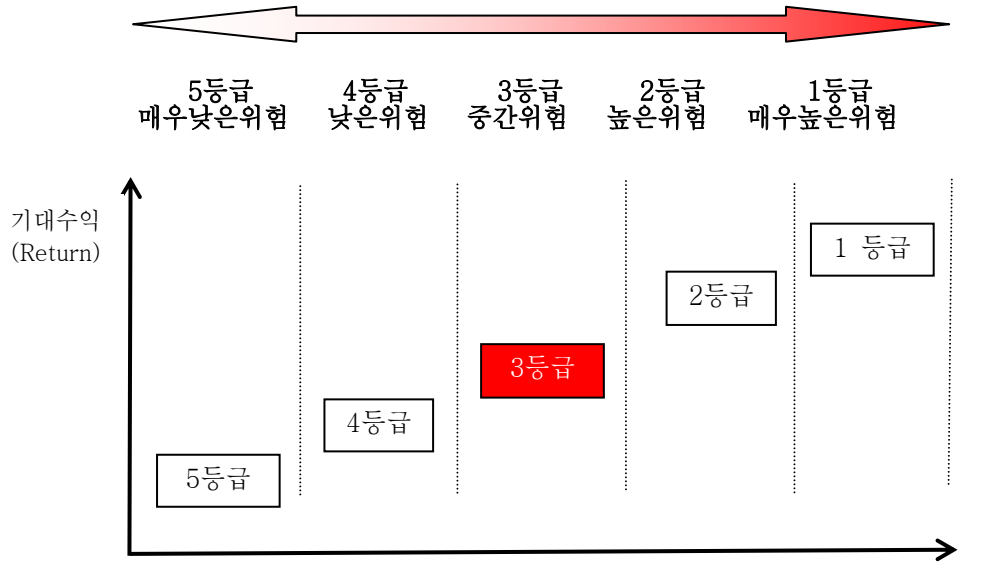 5등급 4등급 3등급 2등급 1등급
매우낮은위험 낮은위험 중간위험 높은위험 매우높은위험
기대수익
(Return)
1 등급
2등급
3등급
4등급
5등급